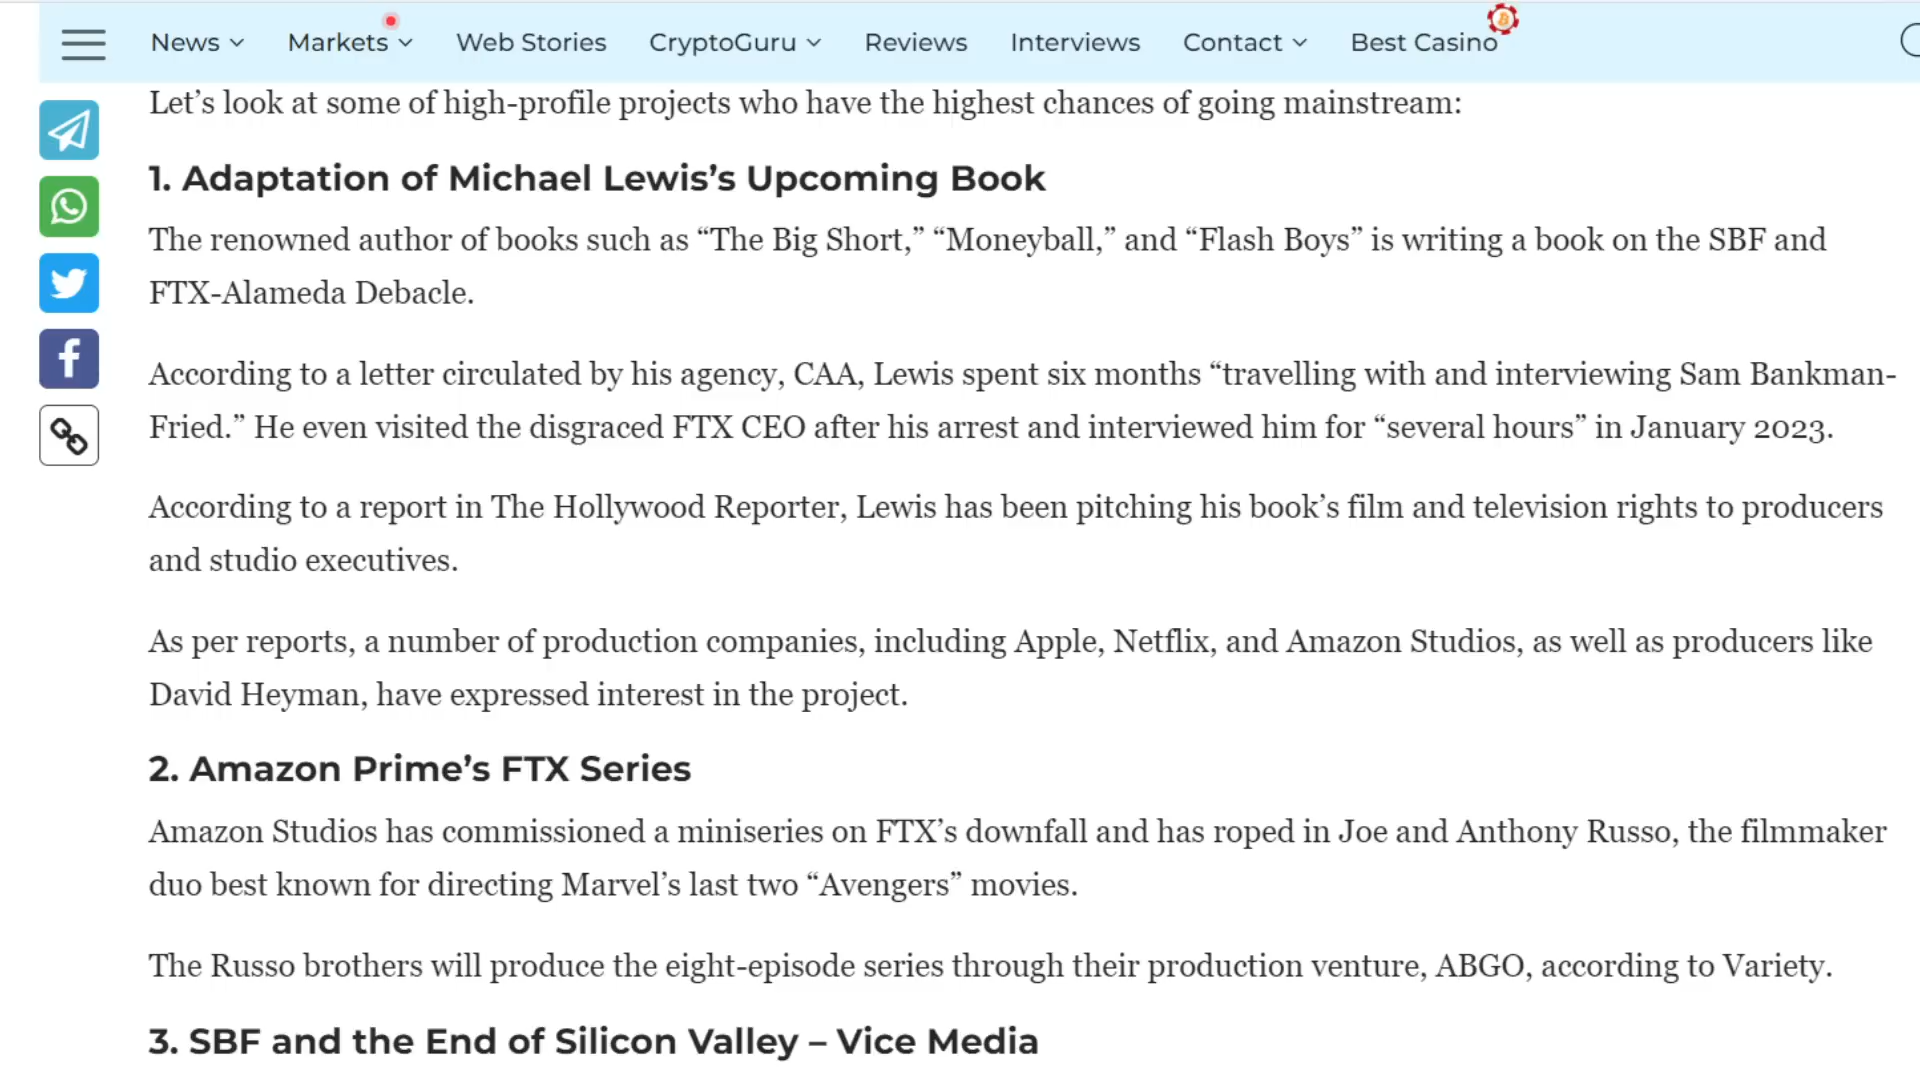 News Markets Web Stories CryptoGuru Reviews Interviews Contact Best Casino
Let’s look at some of high-profile projects who have the highest chances of going mainstream:
1. Adaptation of Michael Lewis’s Upcoming Book
The renowned author of books such as “The Big Short,” “Moneyball,” and “Flash Boys” is writing a book on the SBF and
FTX-Alameda Debacle.
According to a letter circulated by his agency, CAA, Lewis spent six months “travelling with and interviewing Sam Bankman-
Fried.” He even visited the disgraced FTX CEO after his arrest and interviewed him for “several hours” in January 2023.
According to a report in The Hollywood Reporter, Lewis has been pitching his book’s film and television rights to producers
and studio executives.
As per reports, a number of production companies, including Apple, Netflix, and Amazon Studios, as well as producers like
David Heyman, have expressed interest in the project.
2. Amazon Prime’s FTX Series
Amazon Studios has commissioned a miniseries on FTX’s downfall and has roped in Joe and Anthony Russo, the filmmaker
duo best known for directing Marvel’s last two “Avengers” movies.
The Russo brothers will produce the eight-episode series through their production venture, ABGO, according to Variety.
3. SBF and the End of Silicon Valley – Vice Media